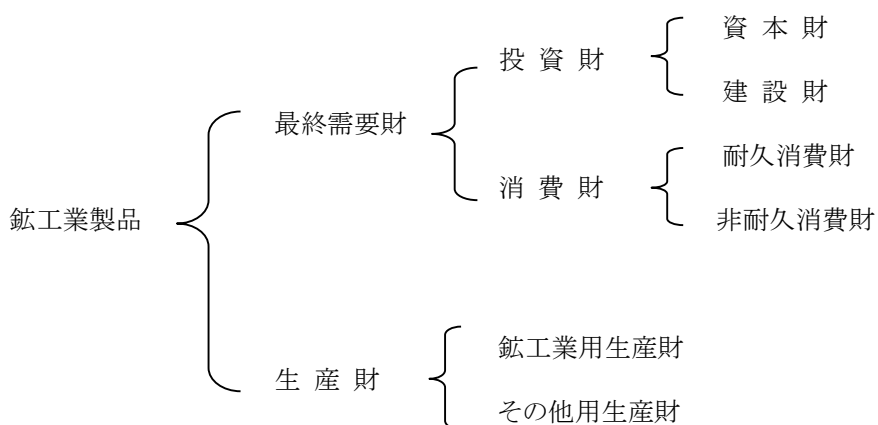 資 本 財
投 資 財
建 設 財
最終需要財
耐久消費財
消 費 財
鉱工業製品
非耐久消費財
鉱工業用生産財
生 産 財
その他用生産財